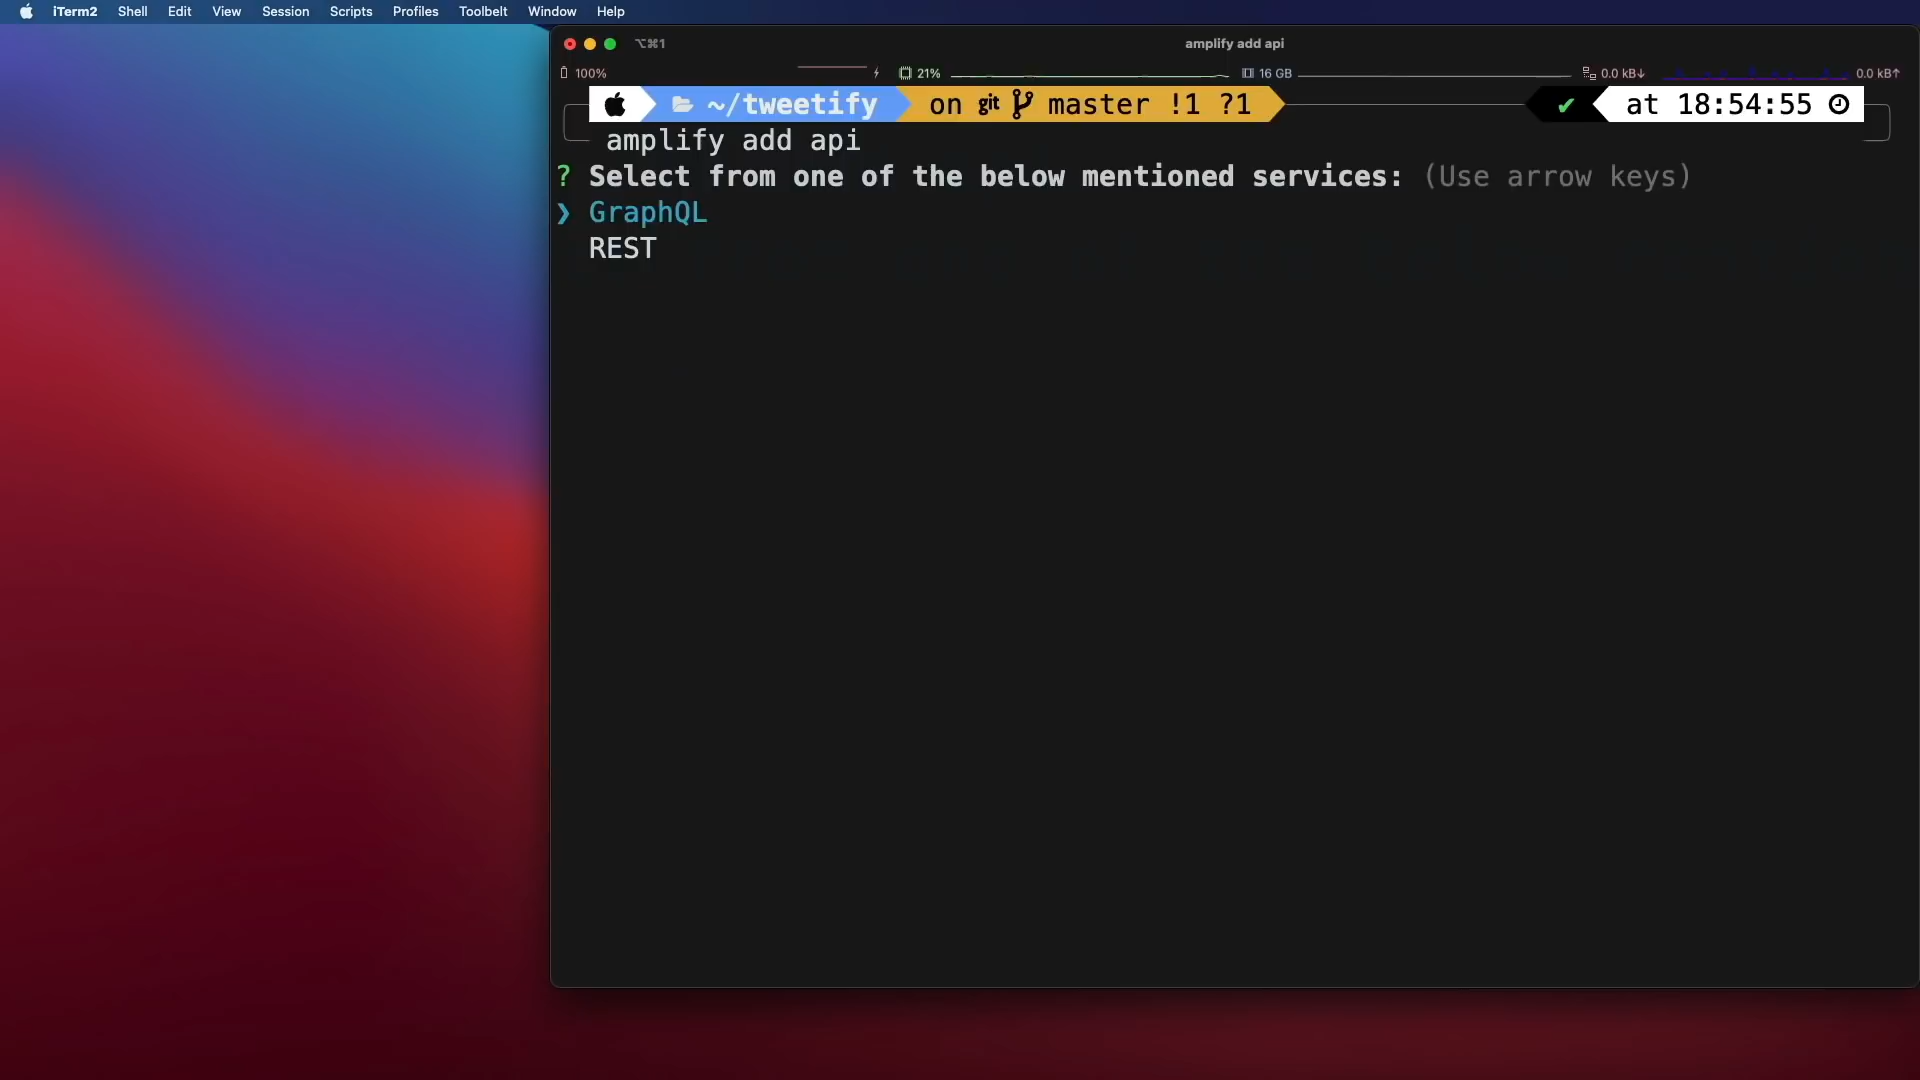 iTerm2 Shell Edit View Session Scripts Profiles Toolbelt Window Help
⌥⌘1 amplify add api
100% 21% 16 GB 0.0 kB↓ 0.0 kB↑
~/tweetify on git master !1 ?1 ✔ at 18:54:55
amplify add api
? Select from one of the below mentioned services: (Use arrow keys)
❯ GraphQL
REST